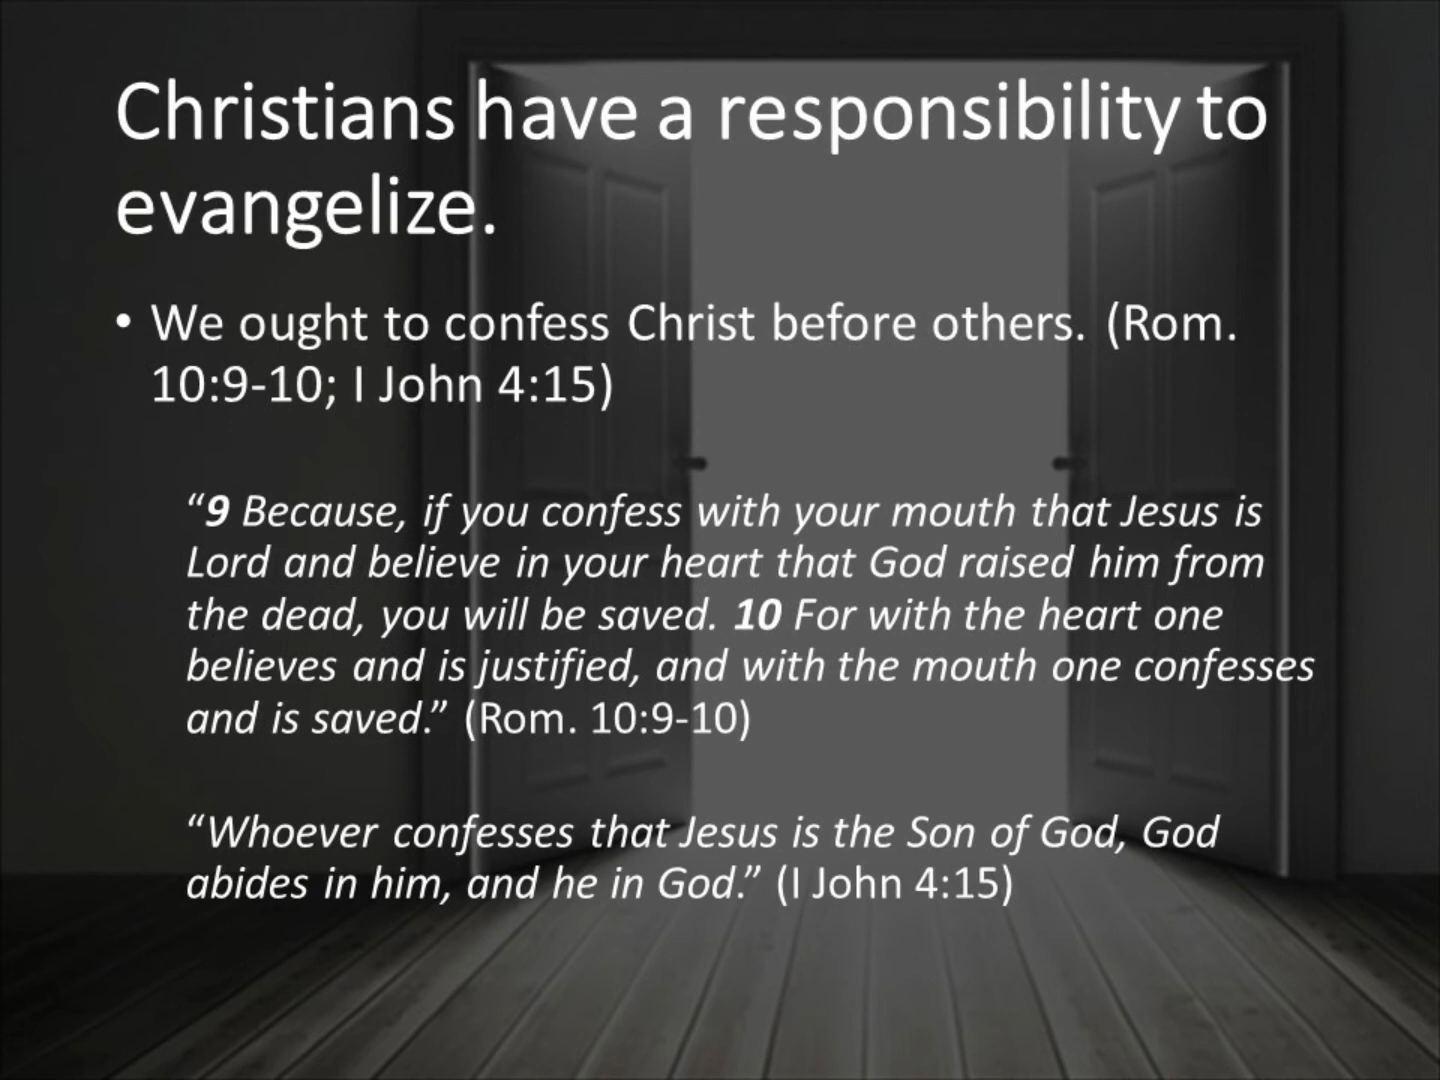 Christians have a responsibility to
evangelize.
• We ought to confess Christ before others. (Rom.
10:9-10; I John 4:15)
“9 Because, if you confess with your mouth that Jesus is
Lord and believe in your heart that God raised him from
the dead, you will be saved. 10 For with the heart one
believes and is justified, and with the mouth one confesses
and is saved.” (Rom. 10:9-10)
“Whoever confesses that Jesus is the Son of God, God
abides in him, and he in God.” (I John 4:15)